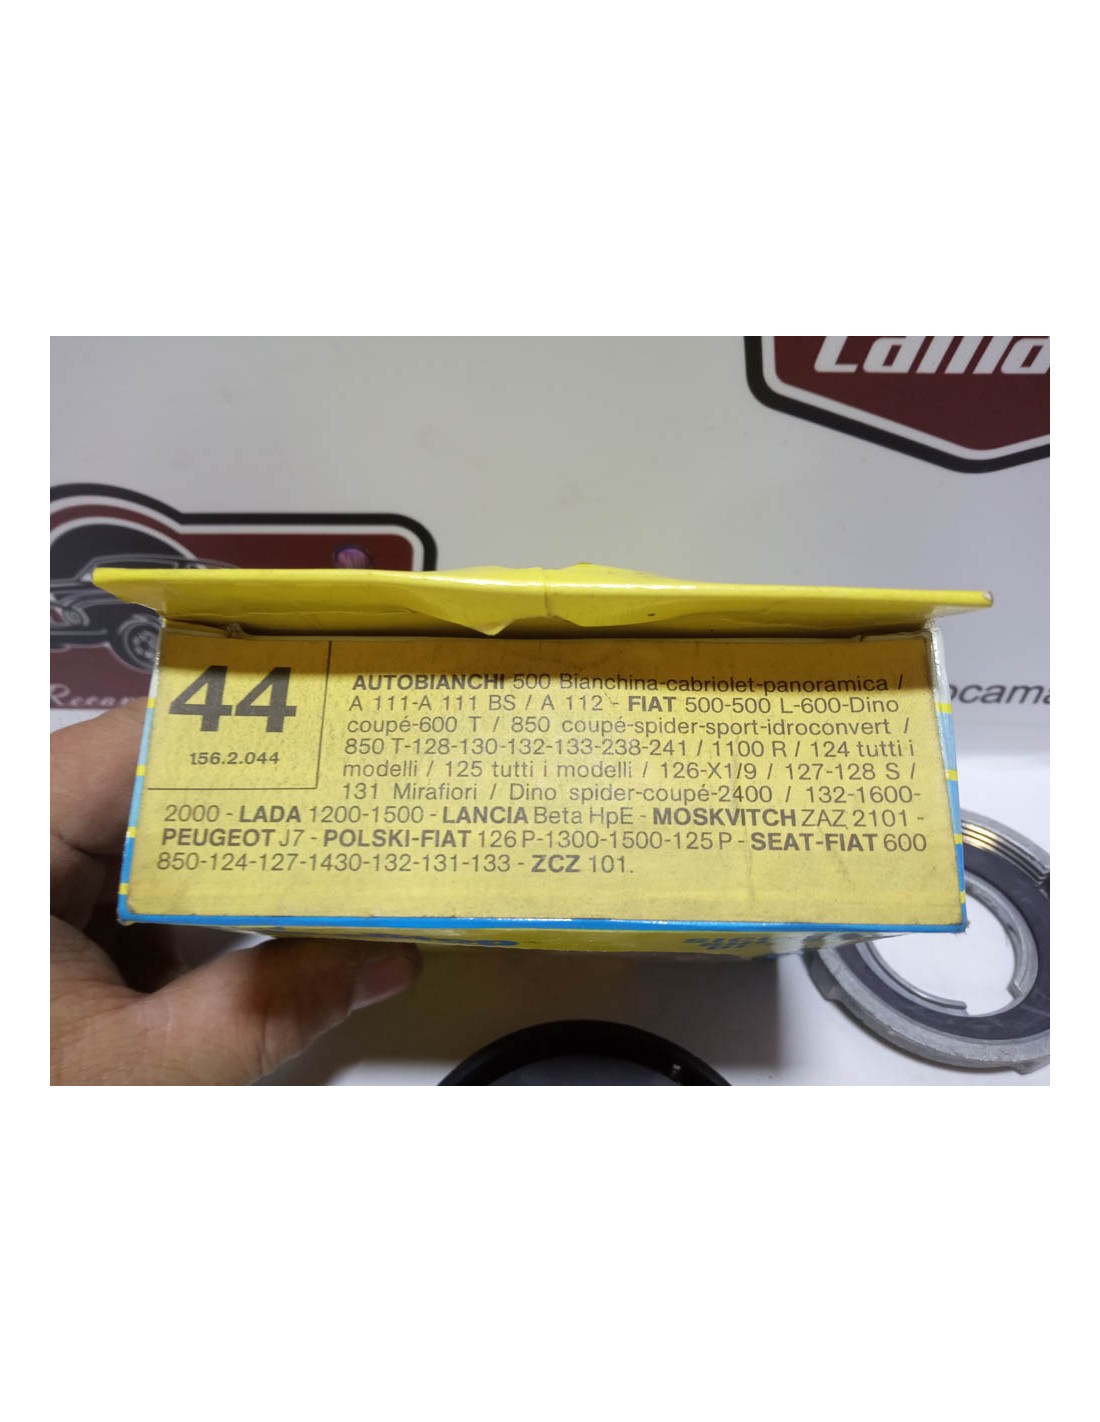 44
156.2.044
AUTOBIANCHI 500 Bianchina-cabriolet-panoramica /
A 111-A 111 BS / A 112 - FIAT 500-500 L-600-Dino
coupé-600 T / 850 coupé-spider-sport-idroconvert /
850 T-128-130-132-133-238-241 / 1100 R / 124 tutti i
modelli / 125 tutti i modelli / 126-X1/9 / 127-128 S /
131 Mirafiori / Dino spider-coupé-2400 / 132-1600-
2000 - LADA 1200-1500 - LANCIA Beta HpE - MOSKVITCH ZAZ 2101 -
PEUGEOT J7 - POLSKI-FIAT 126 P-1300-1500-125 P - SEAT-FIAT 600
850-124-127-1430-132-131-133 - ZCZ 101.